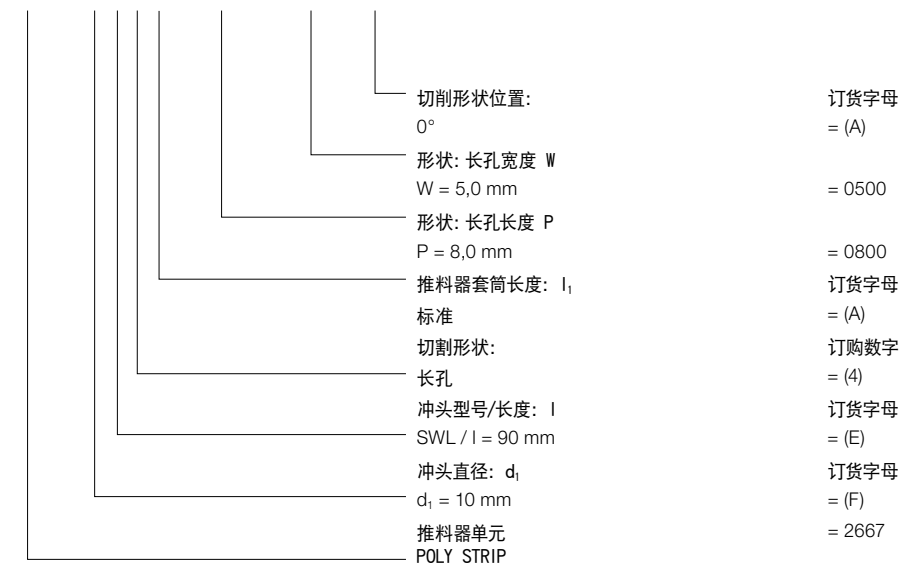 切削形状位置: 订货字母
0° = (A)
形状: 长孔宽度 W
W = 5,0 mm = 0500
形状: 长孔长度 P
P = 8,0 mm = 0800
推料器套筒长度: l₁ 订货字母
标准 = (A)
切割形状: 订购数字
长孔 = (4)
冲头型号/长度: l 订货字母
SWL / l = 90 mm = (E)
冲头直径: d₁ 订货字母
d₁ = 10 mm = (F)
推料器单元 = 2667
POLY STRIP